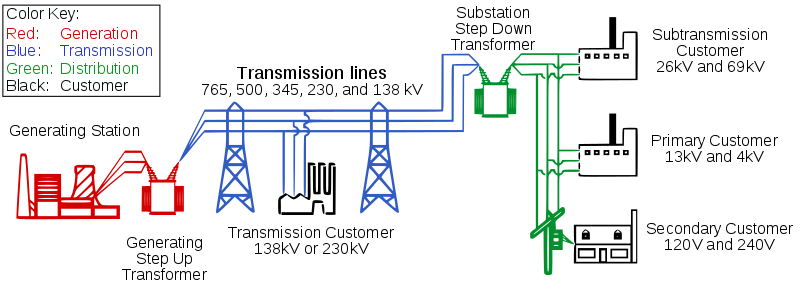 Color Key:
Red: Generation
Blue: Transmission
Green: Distribution
Black: Customer
Generating Station
Generating
Step Up
Transformer
Transmission lines
765, 500, 345, 230, and 138 kV
Transmission Customer
138kV or 230kV
Substation
Step Down
Transformer
Subtransmission
Customer
26kV and 69kV
Primary Customer
13kV and 4kV
Secondary Customer
120V and 240V